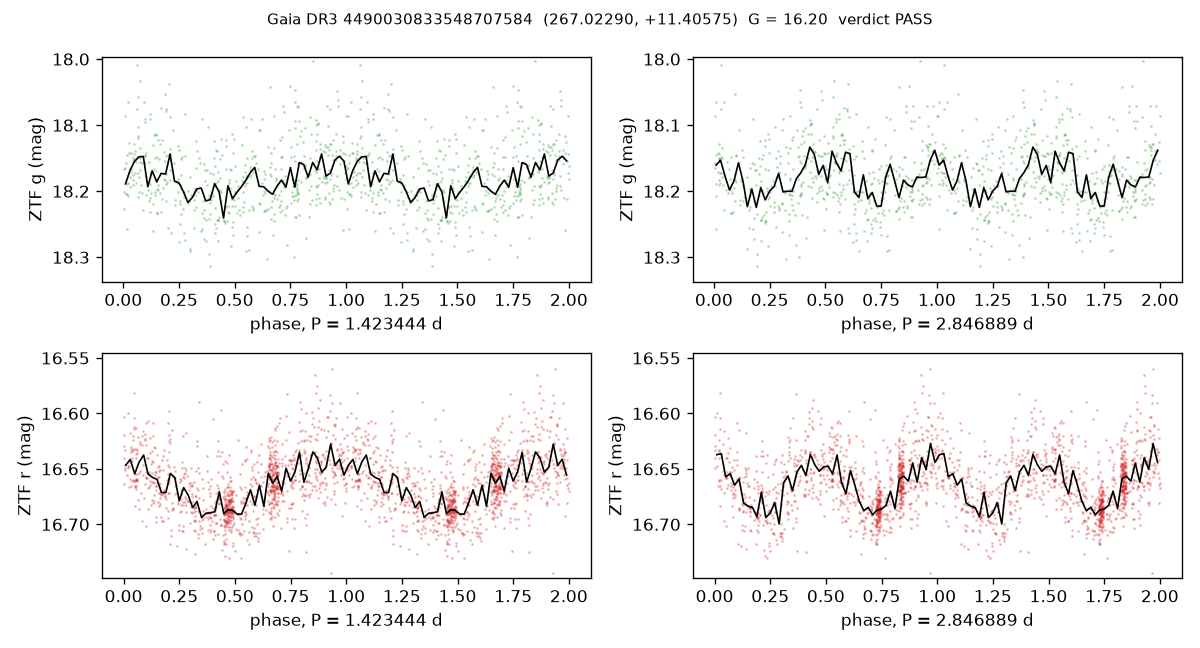 Gaia DR3 4490030833548707584 (267.02290, +11.40575) G = 16.20 verdict PASS
ZTF g (mag)
18.0
18.1
18.2
18.3
0.00 0.25 0.50 0.75 1.00 1.25 1.50 1.75 2.00
phase, P = 1.423444 d
ZTF g (mag)
18.0
18.1
18.2
18.3
0.00 0.25 0.50 0.75 1.00 1.25 1.50 1.75 2.00
phase, P = 2.846889 d
ZTF r (mag)
16.55
16.60
16.65
16.70
0.00 0.25 0.50 0.75 1.00 1.25 1.50 1.75 2.00
phase, P = 1.423444 d
ZTF r (mag)
16.55
16.60
16.65
16.70
0.00 0.25 0.50 0.75 1.00 1.25 1.50 1.75 2.00
phase, P = 2.846889 d